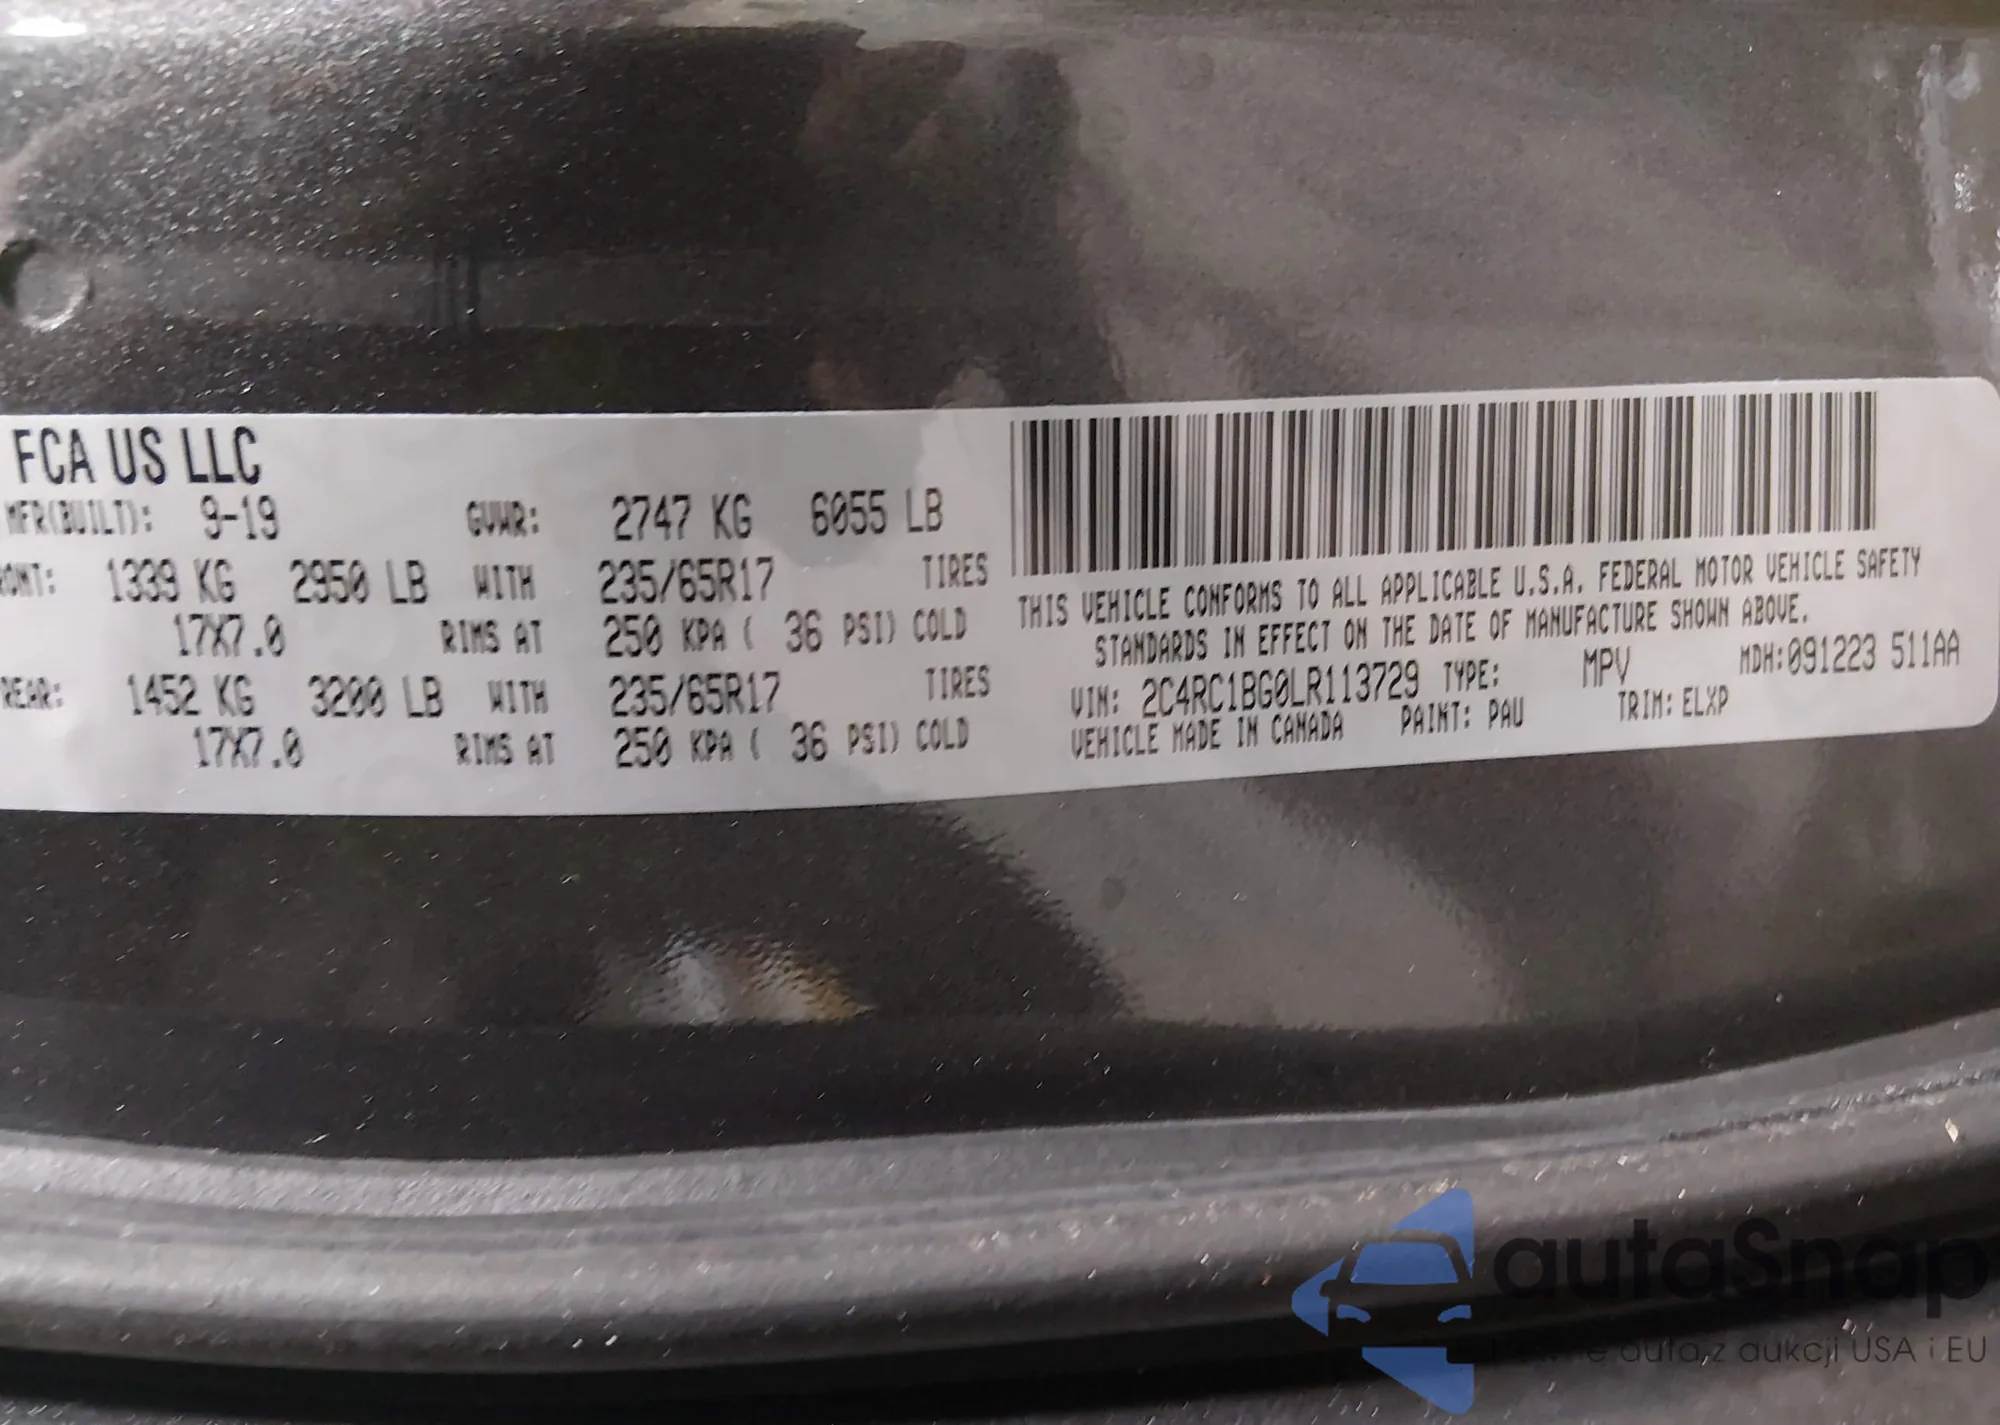 FCA US LLC
MFR(BUILT): 9-19 GVWR: 2747 KG 6055 LB
RONT: 1339 KG 2950 LB WITH 235/65R17 TIRES
17X7.0 RIMS AT 250 KPA ( 36 PSI) COLD
REAR: 1452 KG 3200 LB WITH 235/65R17 TIRES
17X7.0 RIMS AT 250 KPA ( 36 PSI) COLD
THIS VEHICLE CONFORMS TO ALL APPLICABLE U.S.A. FEDERAL MOTOR VEHICLE SAFETY
STANDARDS IN EFFECT ON THE DATE OF MANUFACTURE SHOWN ABOVE.
VIN: 2C4RC1BG0LR113729 TYPE: MPV MDH:091223 511AA
VEHICLE MADE IN CANADA PAINT: PAU TRIM: ELXP
autaSnap
auta z aukcji USA i EU